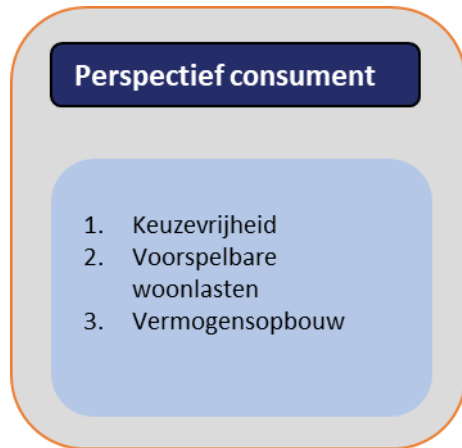 Perspectief consument
1. Keuzevrijheid
2. Voorspelbare
woonlasten
3. Vermogensopbouw